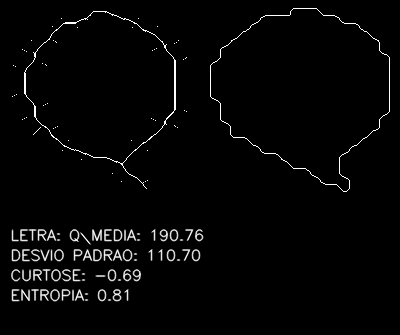 LETRA: Q\MEDIA: 190.76
DESVIO PADRAO: 110.70
CURTOSE: -0.69
ENTROPIA: 0.81